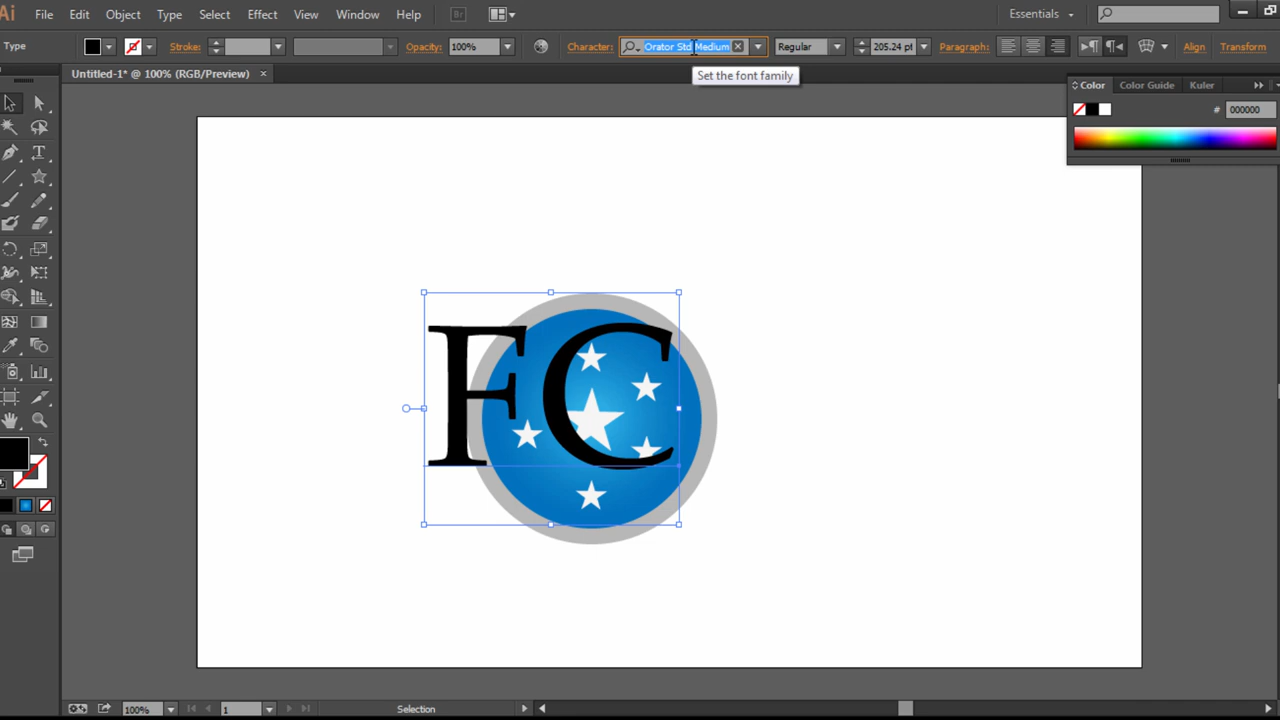 Ai File Edit Object Type Select Effect View Window Help Br Essentials
Type Stroke: Opacity: 100% Character: Orator Std Medium Regular 205.24 pt Paragraph: Align Transform
Untitled-1* @ 100% (RGB/Preview)
Set the font family
Color Color Guide Kuler
# 000000
FC
100% 1 Selection